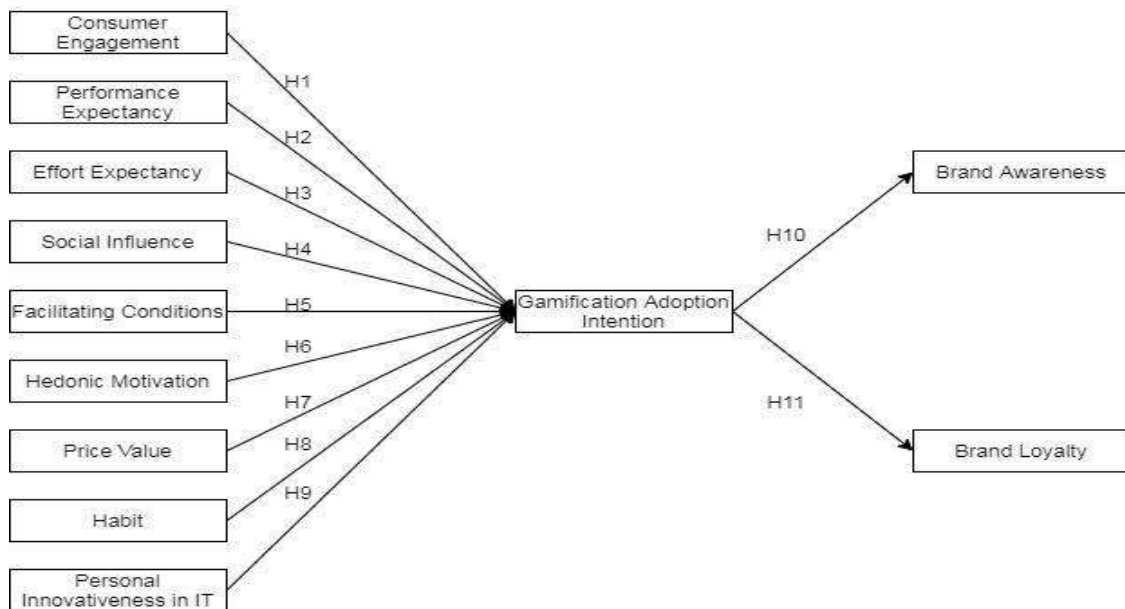 Consumer
Engagement
H1
Performance
Expectancy
H2
Effort Expectancy
H3
Social Influence
H4
Facilitating Conditions
H5
Hedonic Motivation
H6
Price Value
H7
Habit
H8
Personal
Innovativeness in IT
H9
Gamification Adoption
Intention
H10
Brand Awareness
H11
Brand Loyalty